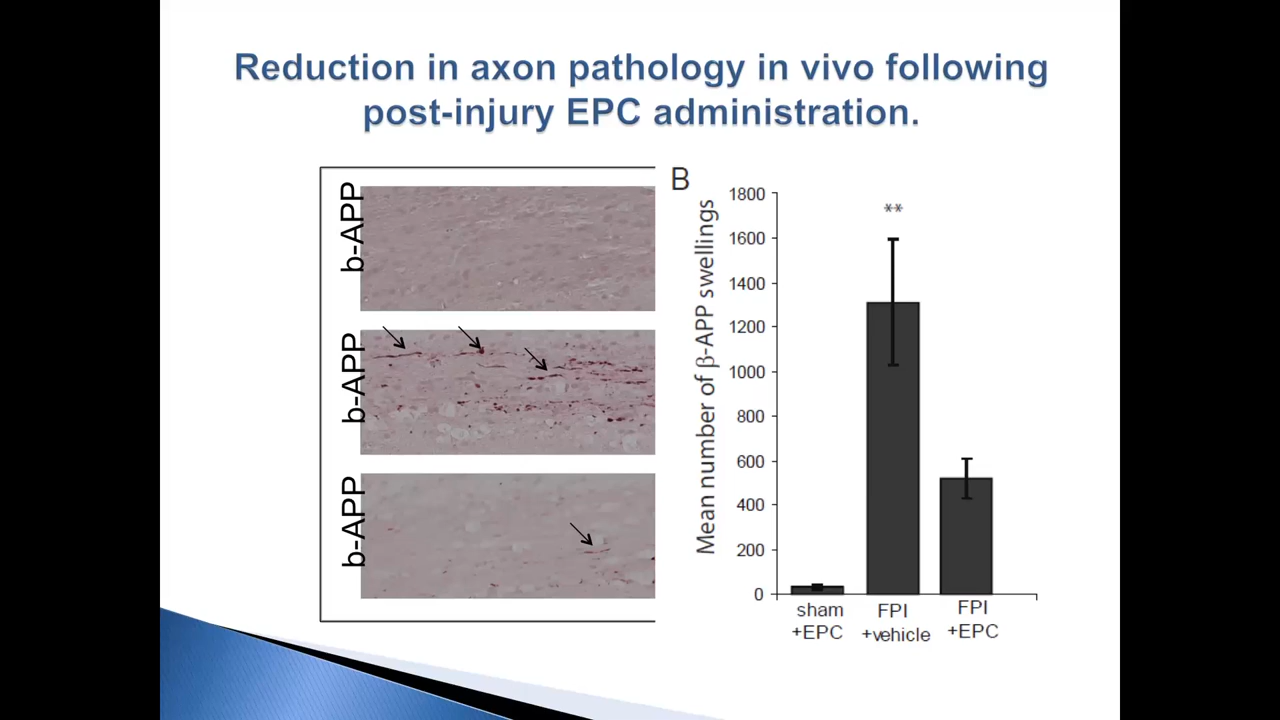 Reduction in axon pathology in vivo following
post-injury EPC administration.
b-APP
b-APP
b-APP
B
Mean number of β-APP swellings
1800
1600
1400
1200
1000
800
600
400
200
0
**
sham
+EPC
FPI
+vehicle
FPI
+EPC